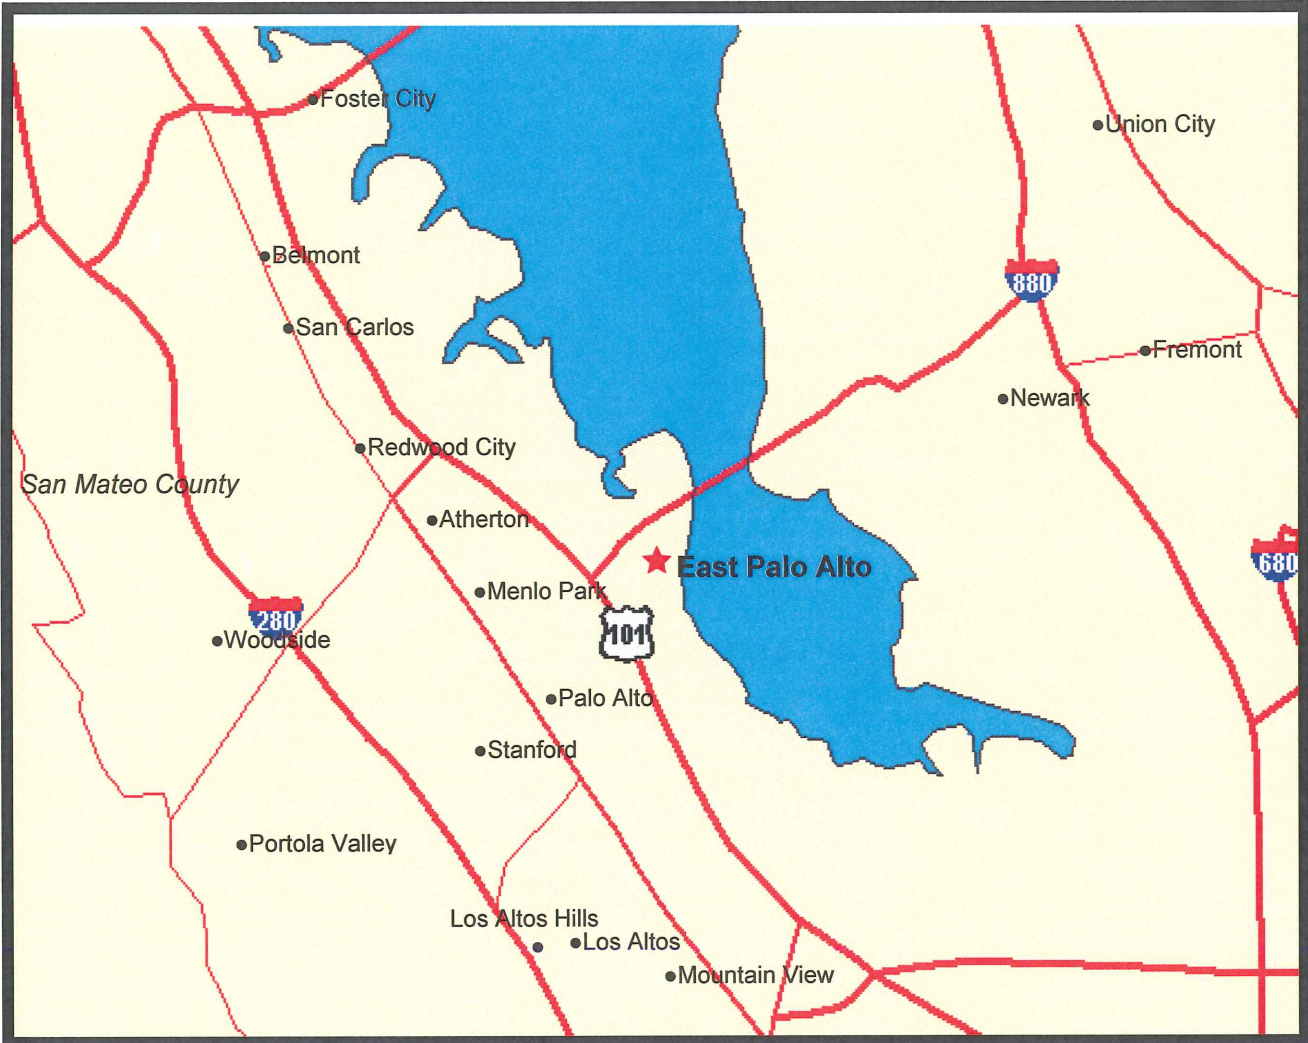 Foster City
Union City
Belmont
880
San Carlos
Fremont
Newark
Redwood City
San Mateo County
Atherton
680
East Palo Alto
Menlo Park
280
101
Woodside
Palo Alto
Stanford
Portola Valley
Los Altos Hills
Los Altos
Mountain View